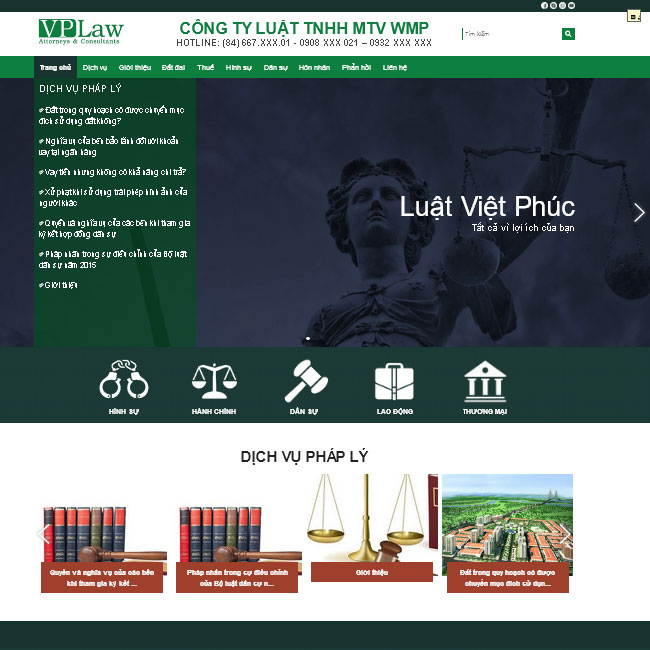 VPLaw
Attorneys & Consultants
CÔNG TY LUẬT TNHH MTV WMP
HOTLINE: (84) 667.XXX.01 - 0908 XXX 021 – 0932 XXX XXX
Tìm kiếm
Trang chủ Dịch vụ Giới thiệu Đất đai Thuế Hình sự Dân sự Hôn nhân Phản hồi Liên hệ
DỊCH VỤ PHÁP LÝ
Đất trong quy hoạch có được chuyển mục
đích sử dụng đất không?
Nghĩa vụ của bên bảo lãnh đối với khoản
vay tại ngân hàng
Vay tiền nhưng không có khả năng chi trả?
Xử phạt khi sử dụng trái phép hình ảnh của
người khác
Quyền và nghĩa vụ của các bên khi tham gia
ký kết hợp đồng dân sự
Pháp nhân trong sự điều chỉnh của Bộ luật
dân sự năm 2015
Giới thiệu
Luật Việt Phúc
Tất cả vì lợi ích của bạn
HÌNH SỰ HÀNH CHÍNH DÂN SỰ LAO ĐỘNG THƯƠNG MẠI
DỊCH VỤ PHÁP LÝ
Quyền và nghĩa vụ của các bên
khi tham gia ký kết ...
Pháp nhân trong cự điều chỉnh
của Bộ luật dân cự n...
Giới thiệu
Đất trong quy hoạch có được
chuyển mục đích cử dụn...